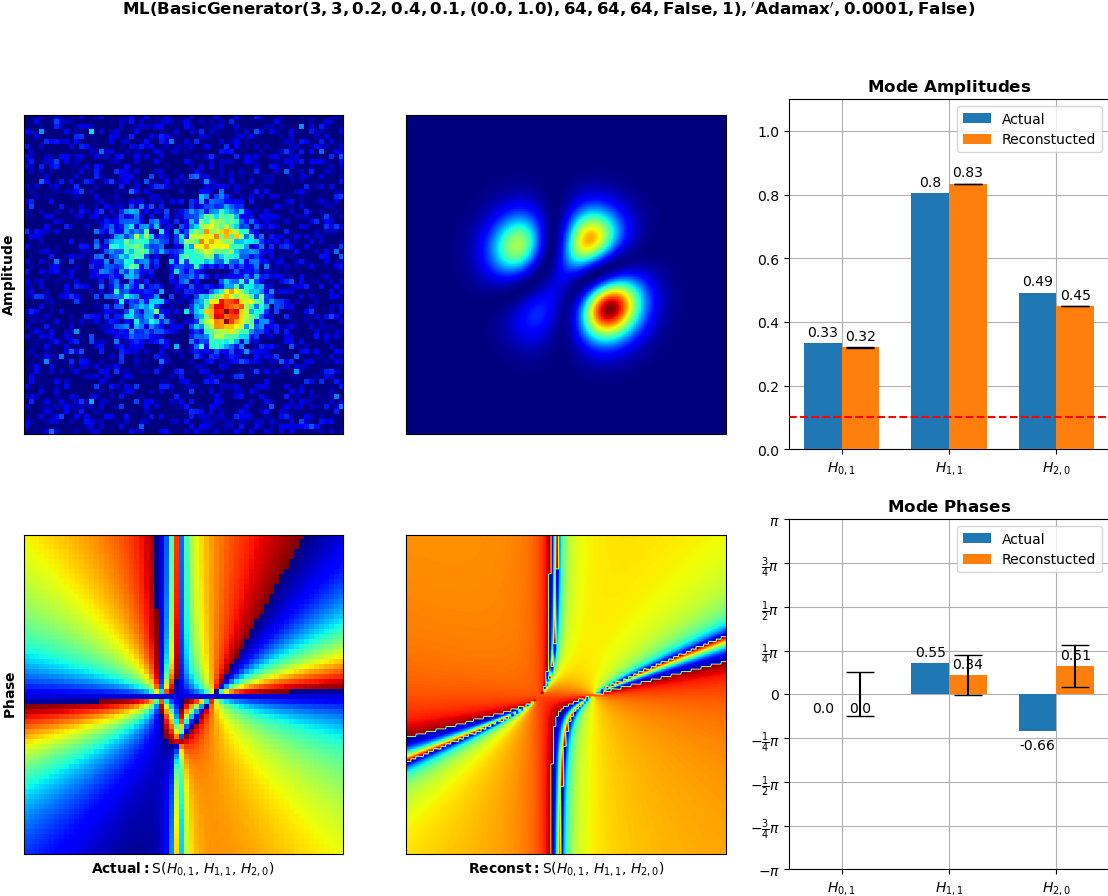 ML(BasicGenerator(3, 3, 0.2, 0.4, 0.1, (0.0, 1.0), 64, 64, 64, False, 1), 'Adamax', 0.0001, False)
Amplitude
Mode Amplitudes
Actual
Reconstucted
1.0
0.8
0.6
0.4
0.2
0.0
0.33
0.32
0.8
0.83
0.49
0.45
H0, 1
H1, 1
H2, 0
Phase
Actual: S(H0, 1, H1, 1, H2, 0)
Reconst: S(H0, 1, H1, 1, H2, 0)
Mode Phases
Actual
Reconstucted
π
3/4π
1/2π
1/4π
0
−1/4π
−1/2π
−3/4π
−π
0.0
0.0
0.55
0.34
-0.66
0.51
H0, 1
H1, 1
H2, 0